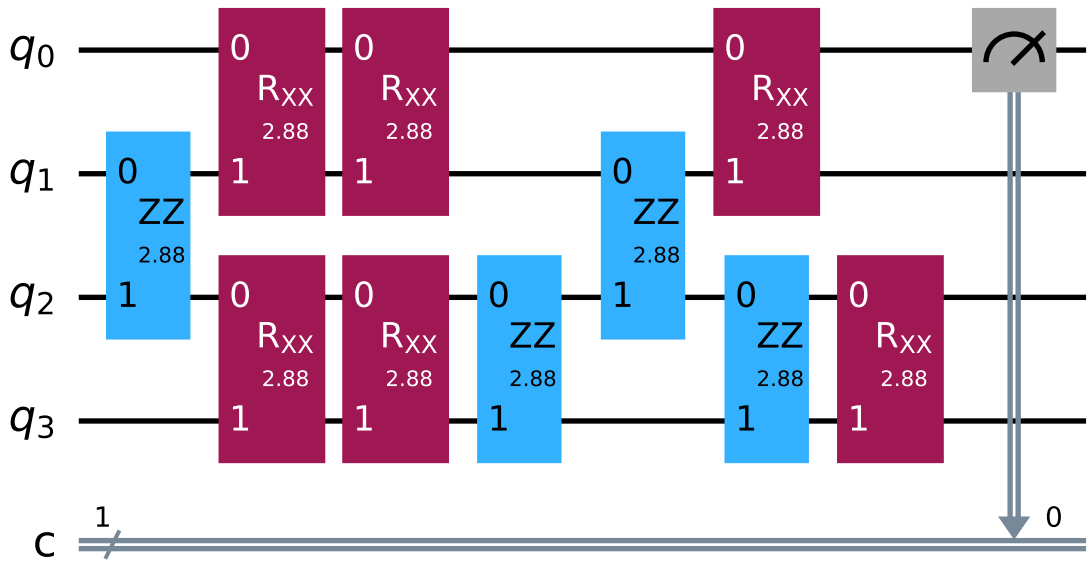 q0 0 0 0
RXX RXX RXX
2.88 2.88 2.88
q1 0 1 1 0 1
ZZ ZZ
2.88 2.88
q2 1 0 0 0 1 0 0
RXX RXX ZZ ZZ RXX
2.88 2.88 2.88 2.88 2.88
q3 1 1 1 1 1
1 0
c